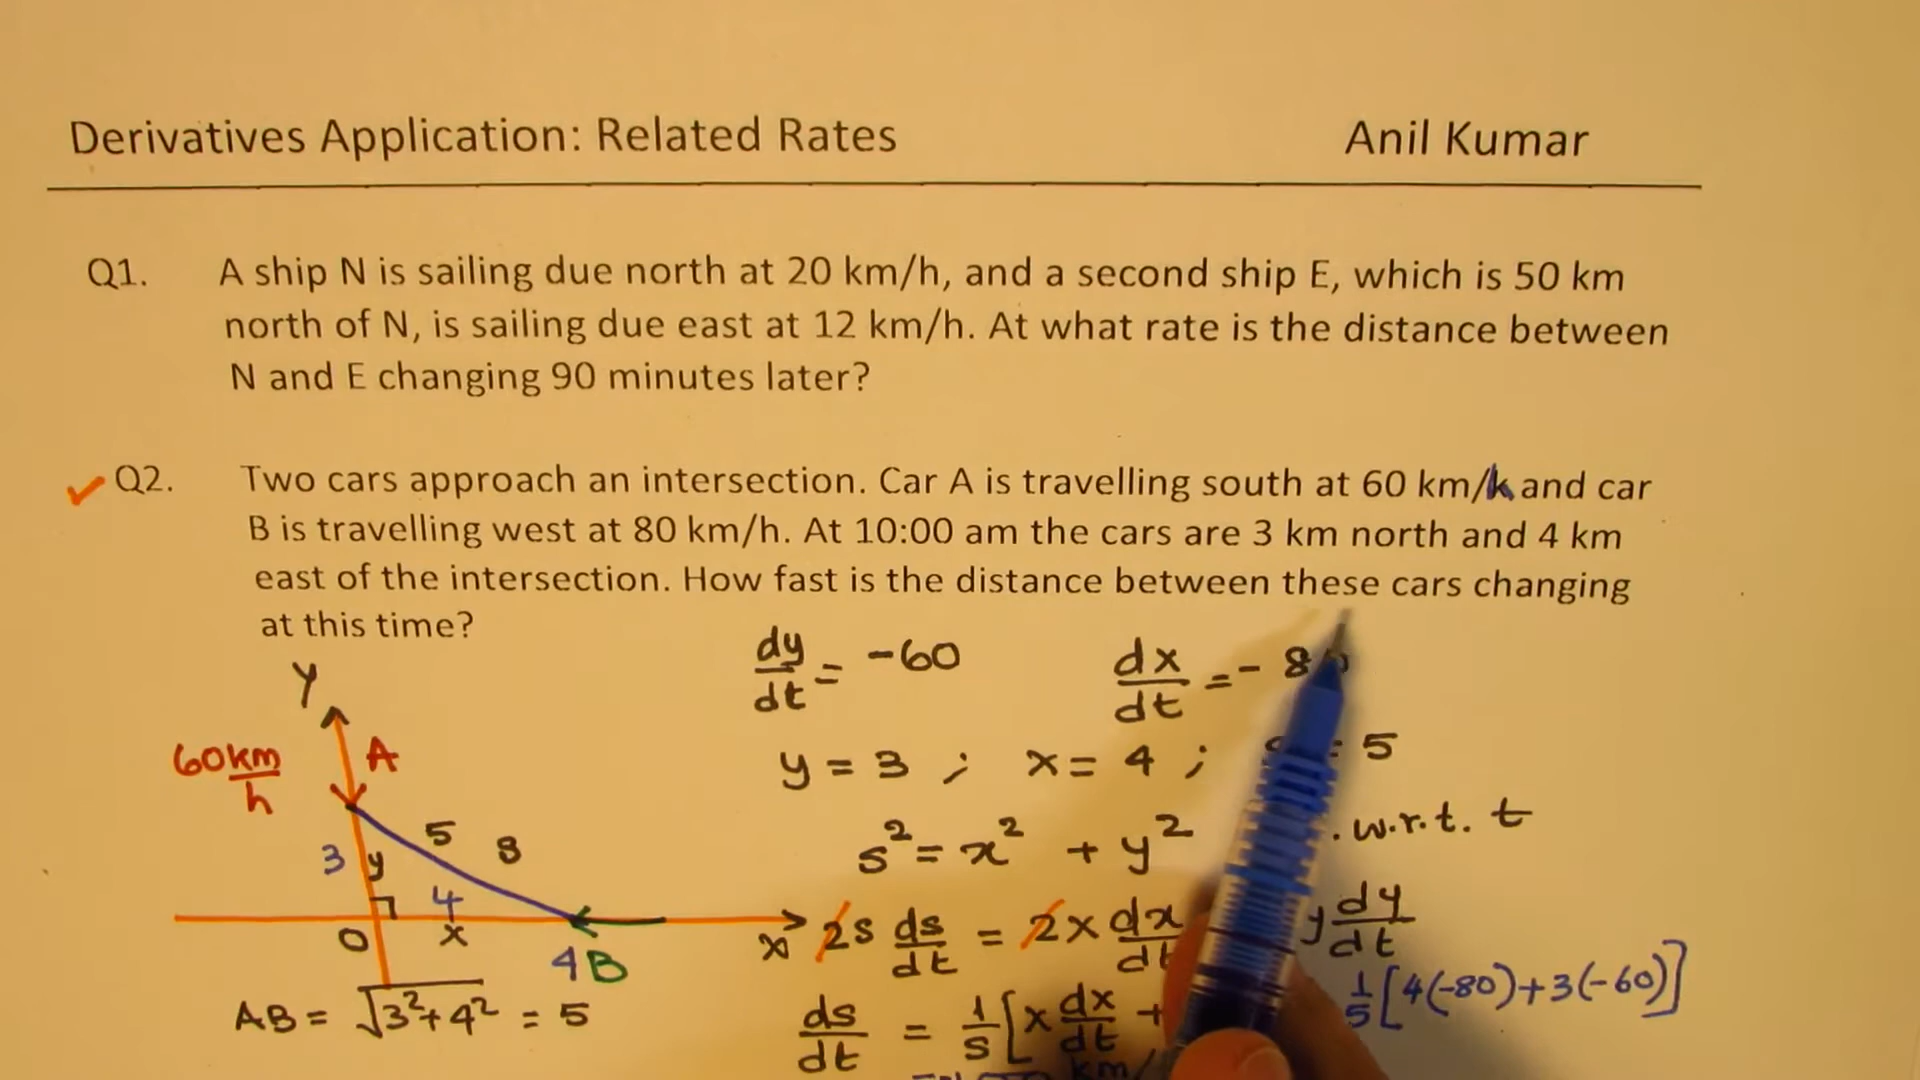 Derivatives Application: Related Rates Anil Kumar
Q1. A ship N is sailing due north at 20 km/h, and a second ship E, which is 50 km
north of N, is sailing due east at 12 km/h. At what rate is the distance between
N and E changing 90 minutes later?
✓ Q2. Two cars approach an intersection. Car A is travelling south at 60 km/h and car
B is travelling west at 80 km/h. At 10:00 am the cars are 3 km north and 4 km
east of the intersection. How fast is the distance between these cars changing
at this time?
dy/dt = -60 dx/dt = - 8
Y
60 km/h A
y = 3 ; x = 4 ; = 5
5 s
3 y
s² = x² + y² . w.r.t. t
4
O x x
4 B
2s ds/dt = 2x dx/dt y dy/dt
AB = √3²+4² = 5
ds/dt = 1/s [x dx/dt + 1/5 [4(-80)+3(-60)]
km/